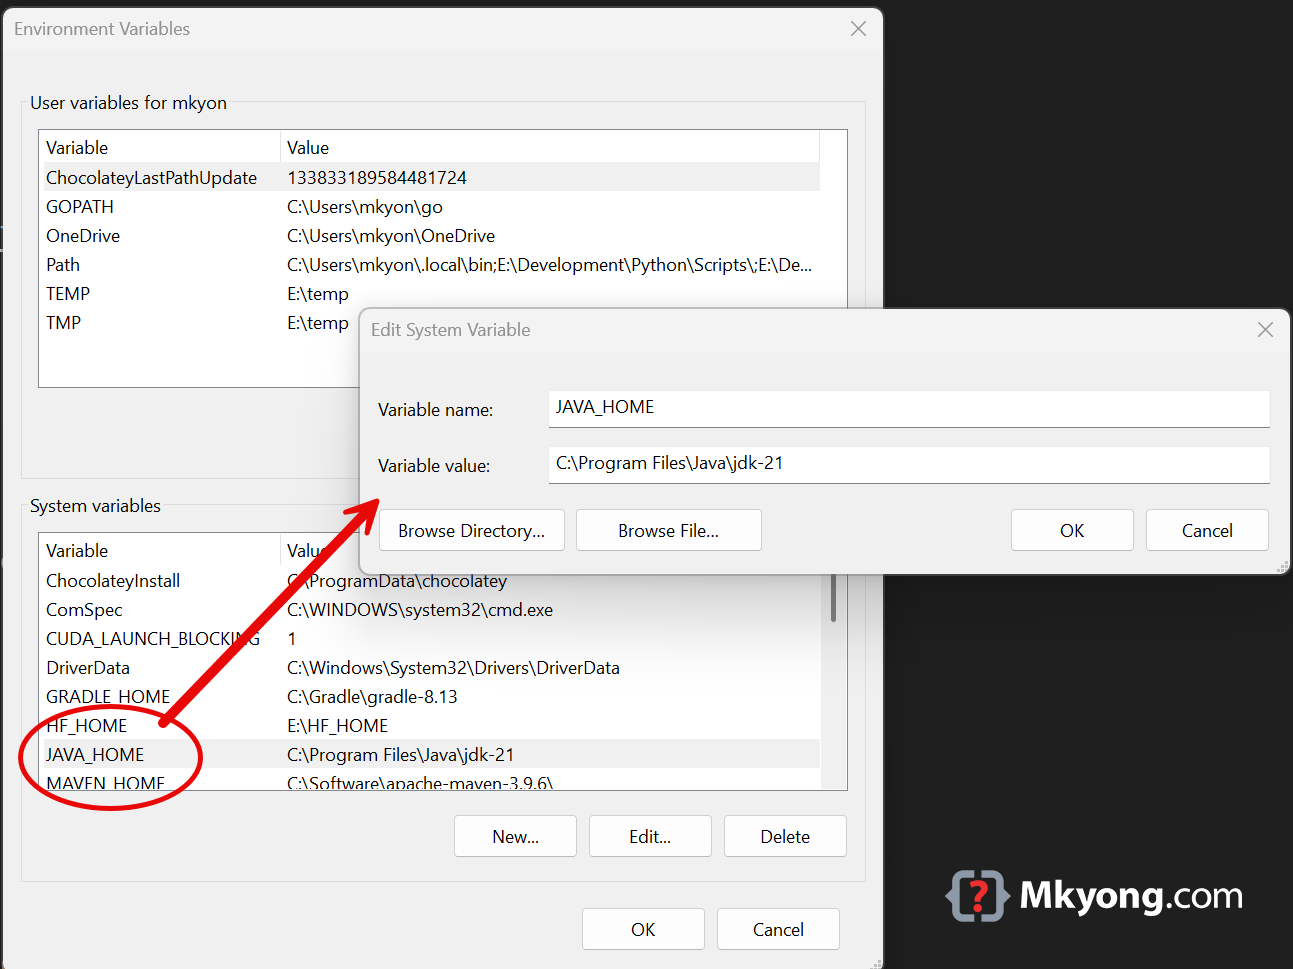 Environment Variables
User variables for mkyon
Variable Value
ChocolateyLastPathUpdate 133833189584481724
GOPATH C:\Users\mkyon\go
OneDrive C:\Users\mkyon\OneDrive
Path C:\Users\mkyon\.local\bin;E:\Development\Python\Scripts\;E:\De...
TEMP E:\temp
TMP E:\temp
Edit System Variable
Variable name: JAVA_HOME
Variable value: C:\Program Files\Java\jdk-21
Browse Directory... Browse File... OK Cancel
System variables
Variable Value
ChocolateyInstall C:\ProgramData\chocolatey
ComSpec C:\WINDOWS\system32\cmd.exe
CUDA_LAUNCH_BLOCKING 1
DriverData C:\Windows\System32\Drivers\DriverData
GRADLE_HOME C:\Gradle\gradle-8.13
HF_HOME E:\HF_HOME
JAVA_HOME C:\Program Files\Java\jdk-21
MAVEN_HOME C:\Software\apache-maven-3.9.6\
New... Edit... Delete
OK Cancel
{?} Mkyong.com